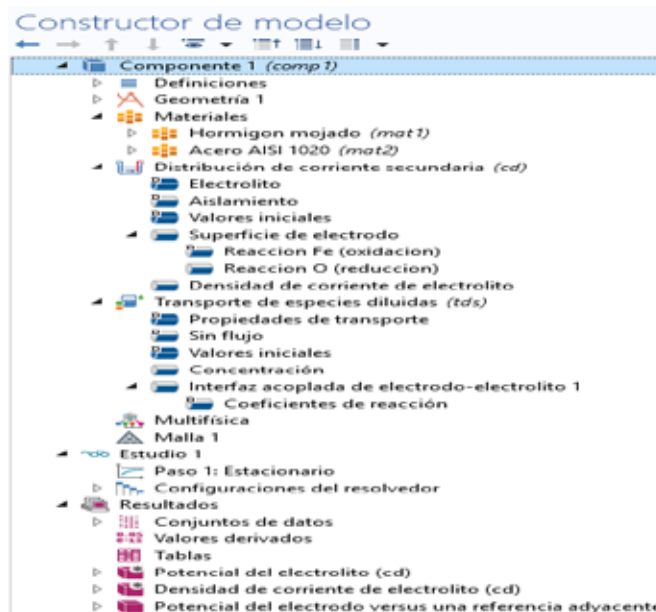 Constructor de modelo
Componente 1 (comp1)
Definiciones
Geometría 1
Materiales
Hormigon mojado (mat1)
Acero AISI 1020 (mat2)
Distribución de corriente secundaria (cd)
Electrolito
Aislamiento
Valores iniciales
Superficie de electrodo
Reaccion Fe (oxidacion)
Reaccion O (reduccion)
Densidad de corriente de electrolito
Transporte de especies diluidas (tds)
Propiedades de transporte
Sin flujo
Valores iniciales
Concentración
Interfaz acoplada de electrodo-electrolito 1
Coeficientes de reacción
Multifísica
Malla 1
Estudio 1
Paso 1: Estacionario
Configuraciones del resolvedor
Resultados
Conjuntos de datos
Valores derivados
Tablas
Potencial del electrolito (cd)
Densidad de corriente de electrolito (cd)
Potencial del electrodo versus una referencia adyacent